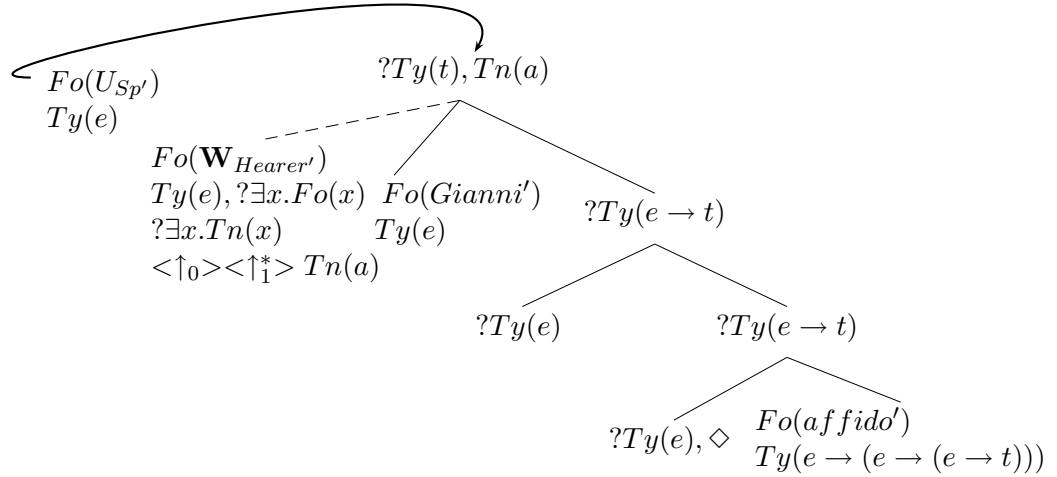 Fo(U_{Sp′})
Ty(e)
?Ty(t), Tn(a)
Fo(𝐖_{Hearer′})
Ty(e), ?∃x.Fo(x)
?∃x.Tn(x)
<↑₀><↑₁*> Tn(a)
Fo(Gianni′)
Ty(e)
?Ty(e → t)
?Ty(e)
?Ty(e → t)
?Ty(e), ◇
Fo(affido′)
Ty(e → (e → (e → t)))